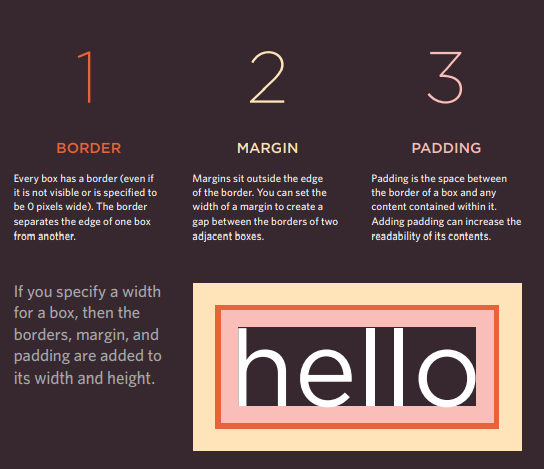 1
BORDER
Every box has a border (even if
it is not visible or is specified to
be 0 pixels wide). The border
separates the edge of one box
from another.
2
MARGIN
Margins sit outside the edge
of the border. You can set the
width of a margin to create a
gap between the borders of two
adjacent boxes.
3
PADDING
Padding is the space between
the border of a box and any
content contained within it.
Adding padding can increase the
readability of its contents.
If you specify a width
for a box, then the
borders, margin, and
padding are added to
its width and height.
hello